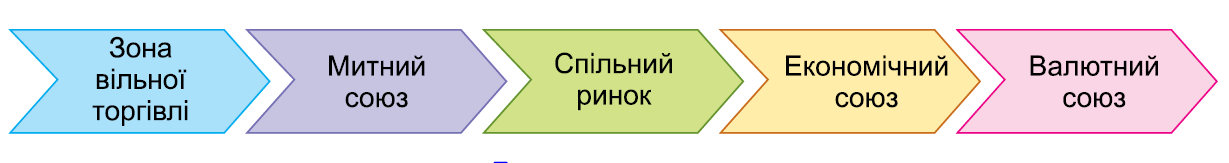 Зона
вільної
торгівлі
Митний
союз
Спільний
ринок
Економічний
союз
Валютний
союз